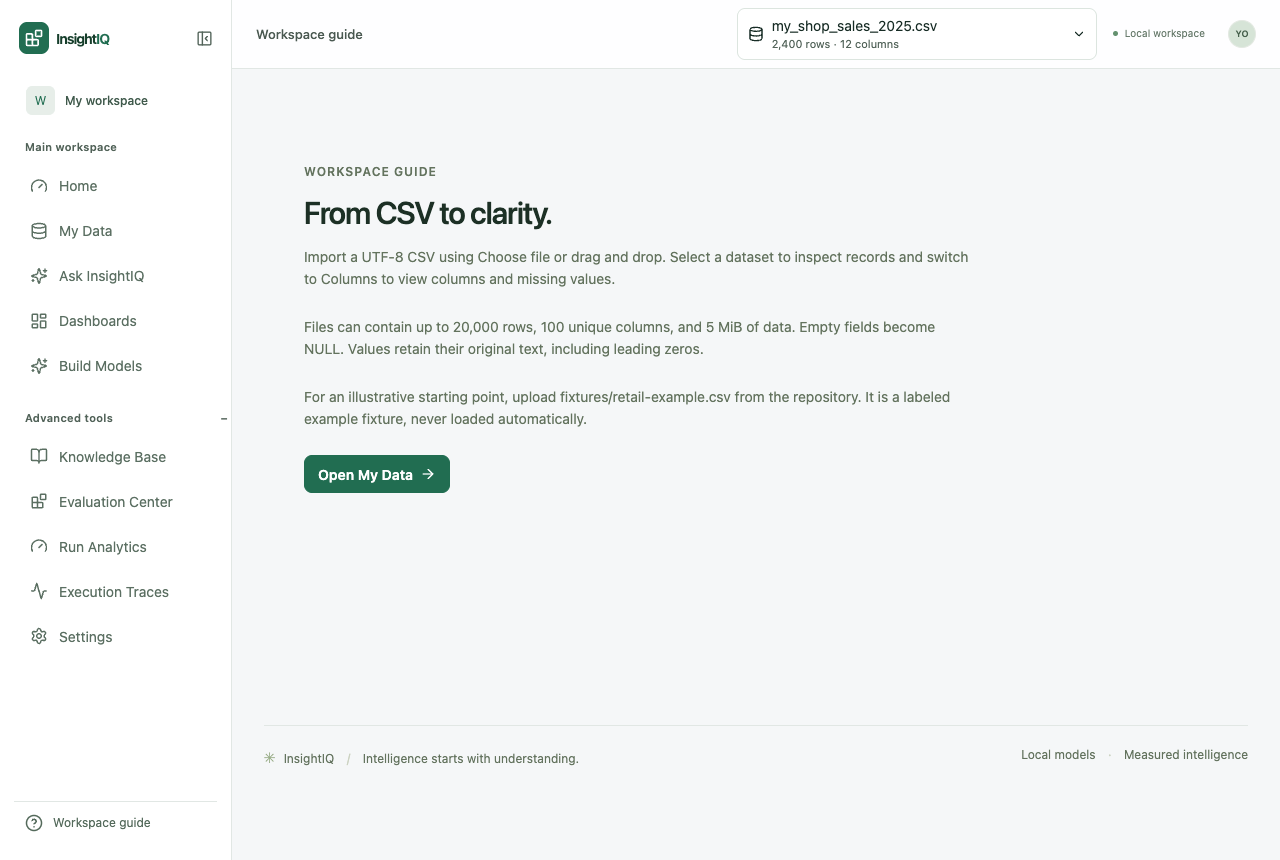 InsightIQ
W
My workspace
Main workspace
Home
My Data
Ask InsightIQ
Dashboards
Build Models
Advanced tools
Knowledge Base
Evaluation Center
Run Analytics
Execution Traces
Settings
Workspace guide
Workspace guide
my_shop_sales_2025.csv
2,400 rows · 12 columns
Local workspace
YO
WORKSPACE GUIDE
From CSV to clarity.
Import a UTF-8 CSV using Choose file or drag and drop. Select a dataset to inspect records and switch
to Columns to view columns and missing values.
Files can contain up to 20,000 rows, 100 unique columns, and 5 MiB of data. Empty fields become
NULL. Values retain their original text, including leading zeros.
For an illustrative starting point, upload fixtures/retail-example.csv from the repository. It is a labeled
example fixture, never loaded automatically.
Open My Data →
InsightIQ / Intelligence starts with understanding.
Local models · Measured intelligence